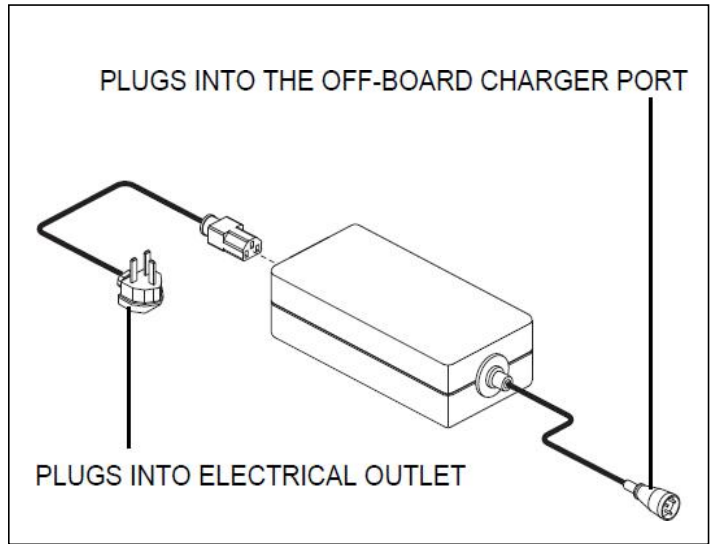 PLUGS INTO THE OFF-BOARD CHARGER PORT
PLUGS INTO ELECTRICAL OUTLET